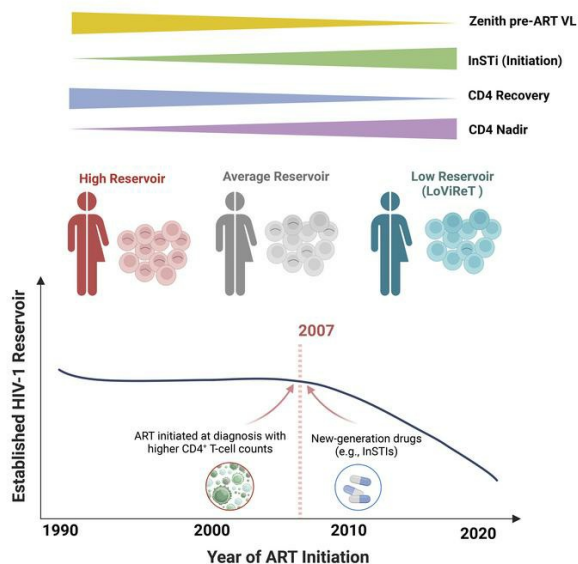 Zenith pre-ART VL
InSTi (Initiation)
CD4 Recovery
CD4 Nadir
High Reservoir
Average Reservoir
Low Reservoir
(LoViReT )
Established HIV-1 Reservoir
2007
ART initiated at diagnosis with
higher CD4⁺ T-cell counts
New-generation drugs
(e.g., InSTIs)
1990
2000
2010
2020
Year of ART Initiation